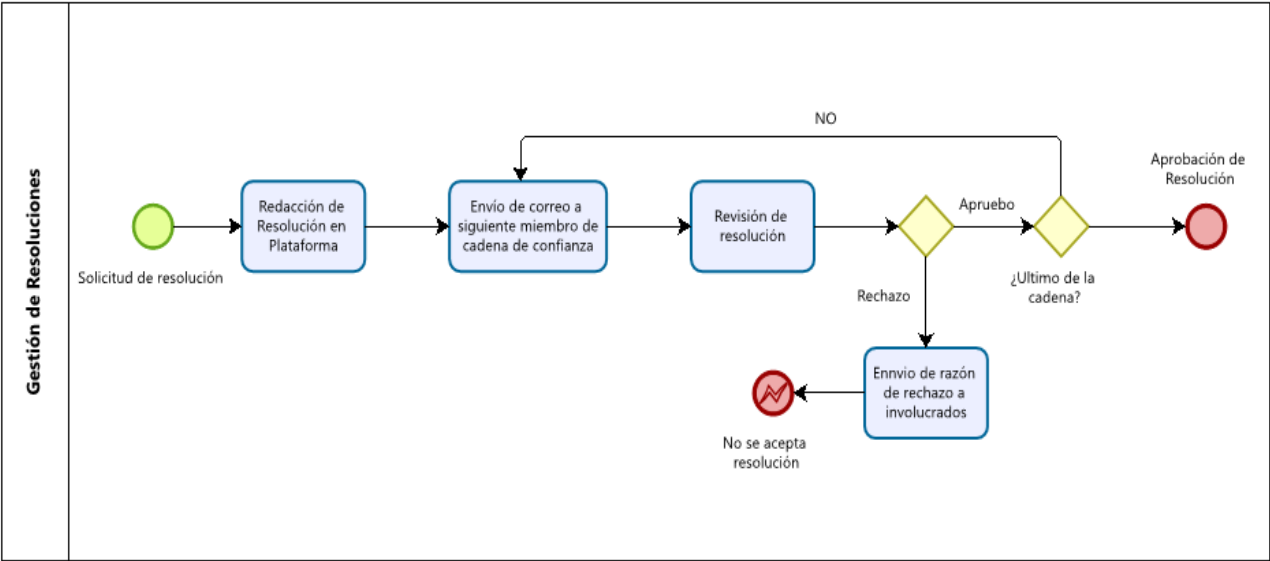 Gestión de Resoluciones
NO
Aprobación de
Resolución
Redacción de
Resolución en
Plataforma
Envío de correo a
siguiente miembro de
cadena de confianza
Revisión de
resolución
Apruebo
Solicitud de resolución
¿Ultimo de la
cadena?
Rechazo
Ennvio de razón
de rechazo a
involucrados
No se acepta
resolución